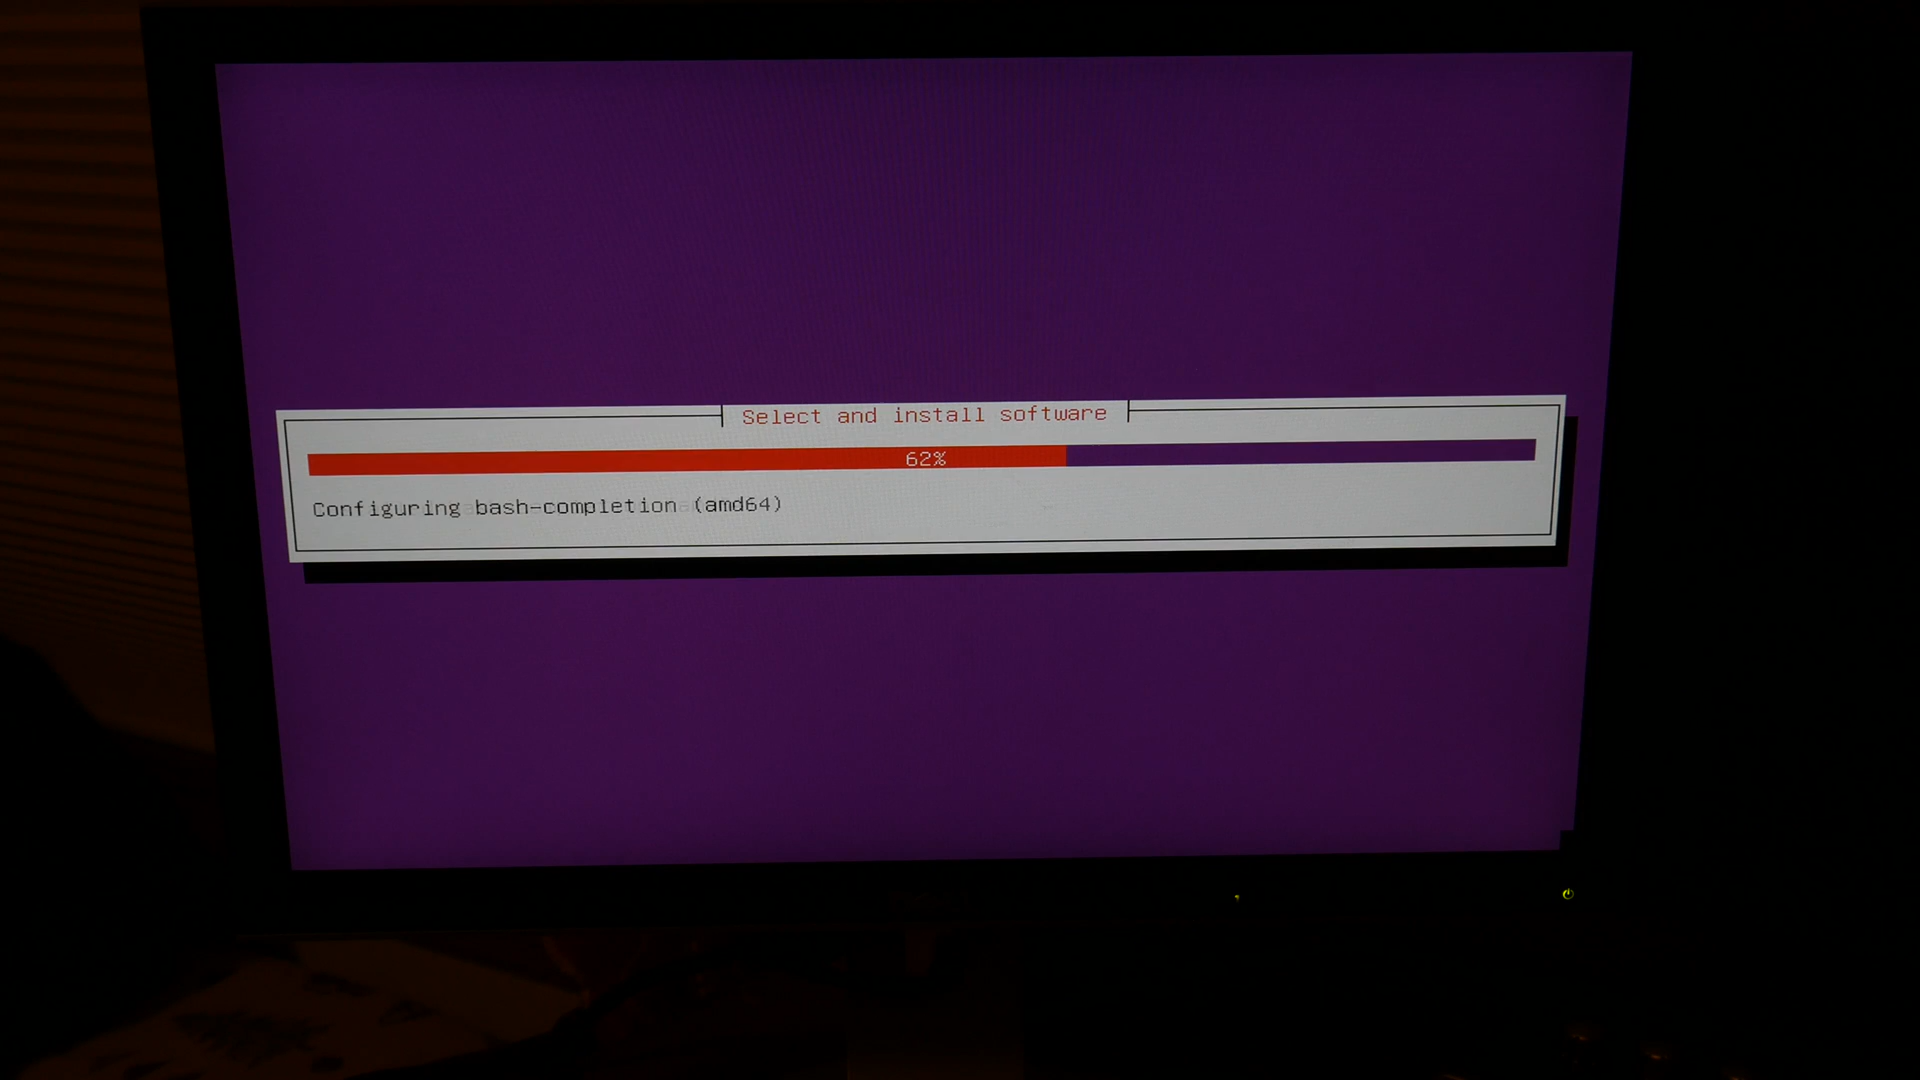 Select and install software
62%
Configuring bash-completion (amd64)